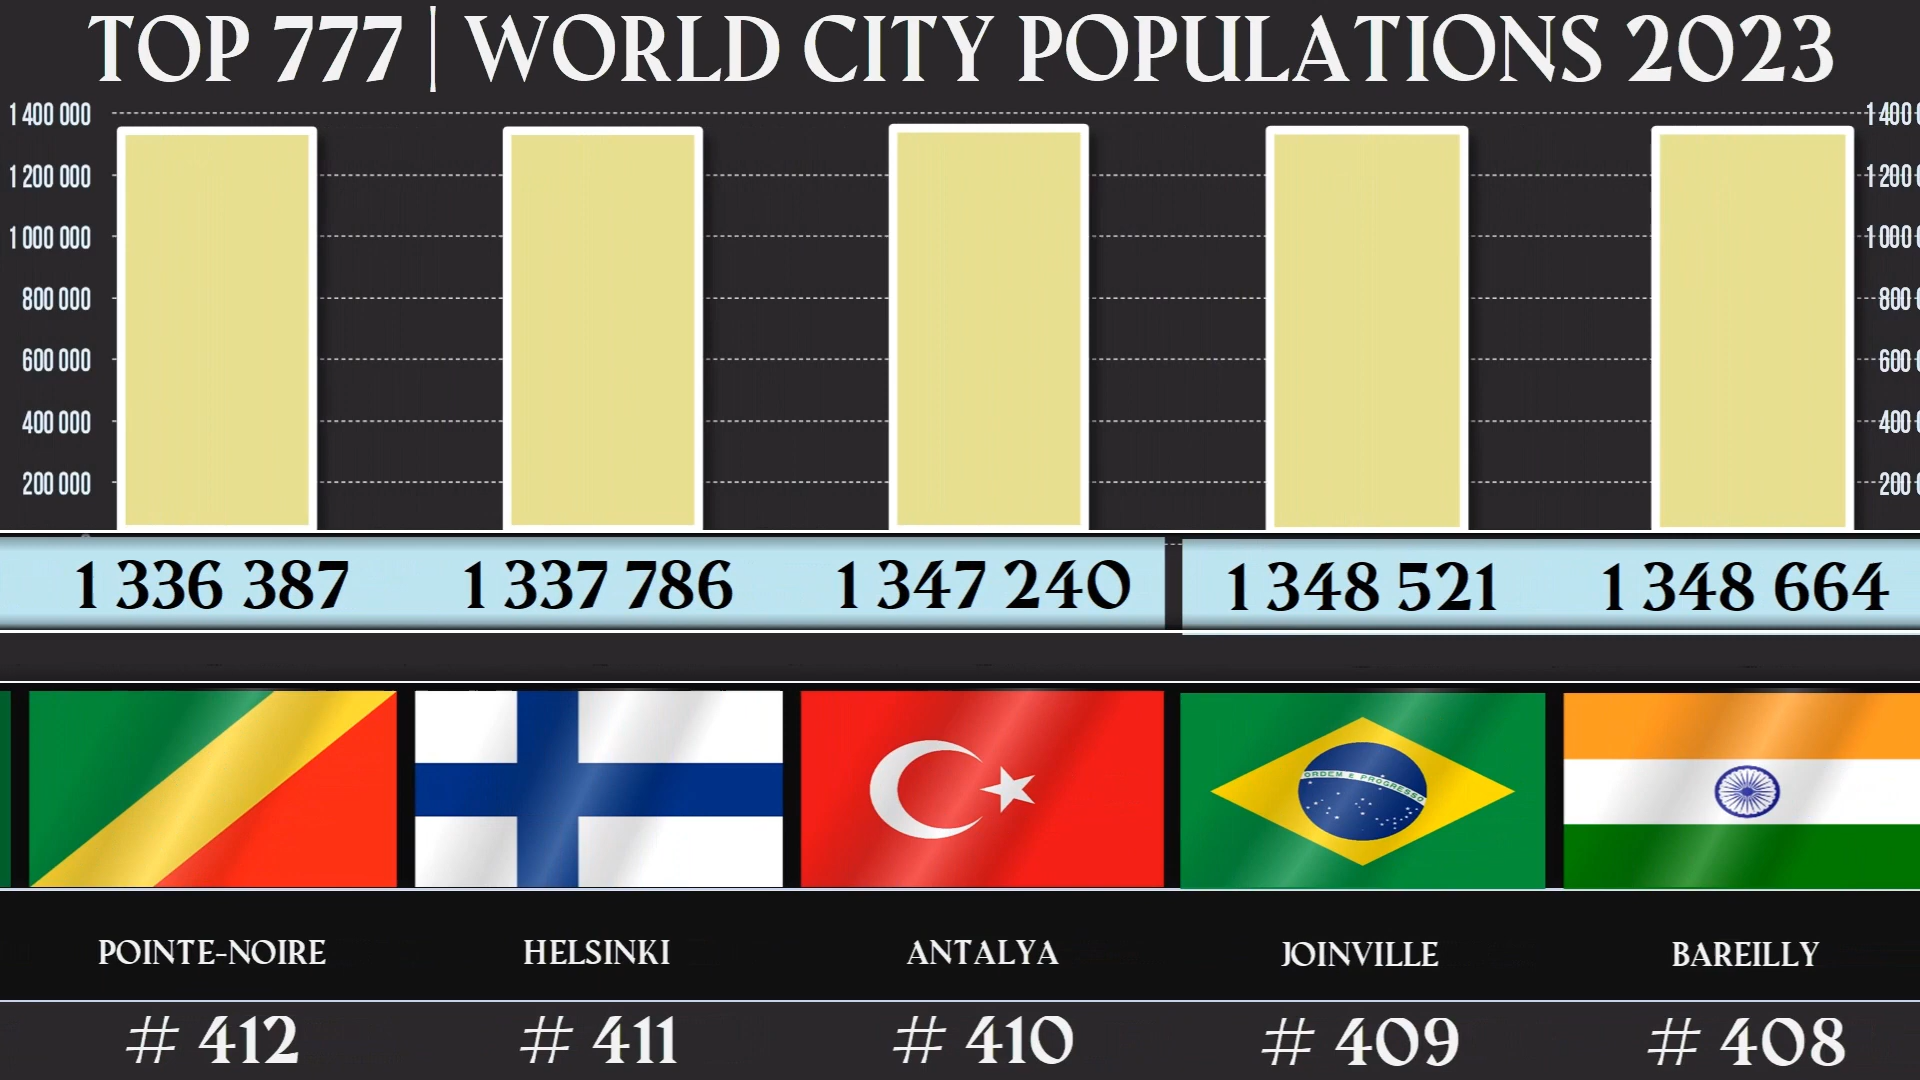 TOP 777 | WORLD CITY POPULATIONS 2023
1 400 000
1 200 000
1 000 000
800 000
600 000
400 000
200 000
1 336 387 1 337 786 1 347 240 1 348 521 1 348 664
ORDEM E PROGRESSO
POINTE-NOIRE HELSINKI ANTALYA JOINVILLE BAREILLY
# 412 # 411 # 410 # 409 # 408